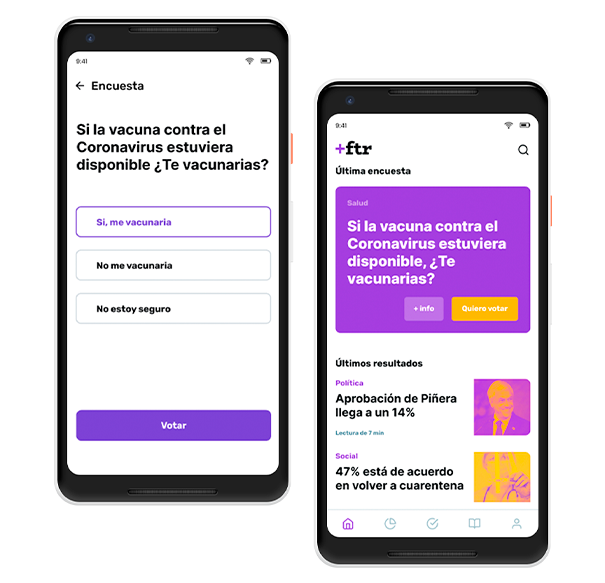 9:41
Encuesta
Si la vacuna contra el
Coronavirus estuviera
disponible ¿Te vacunarias?
Si, me vacunaria
No me vacunaria
No estoy seguro
Votar
9:41
+ftr
Última encuesta
Salud
Si la vacuna contra el
Coronavirus estuviera
disponible, ¿Te
vacunarias?
+ info
Quiero votar
Últimos resultados
Política
Aprobación de Piñera
llega a un 14%
Lectura de 7 min
Social
47% está de acuerdo
en volver a cuarentena